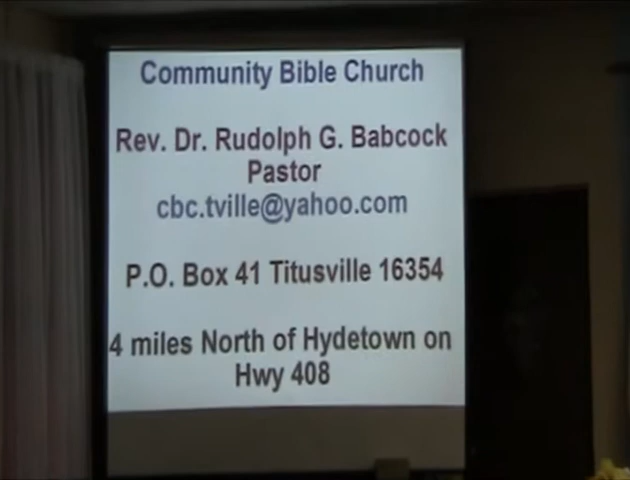 Community Bible Church
Rev. Dr. Rudolph G. Babcock
Pastor
cbc.tville@yahoo.com
P.O. Box 41 Titusville 16354
4 miles North of Hydetown on
Hwy 408